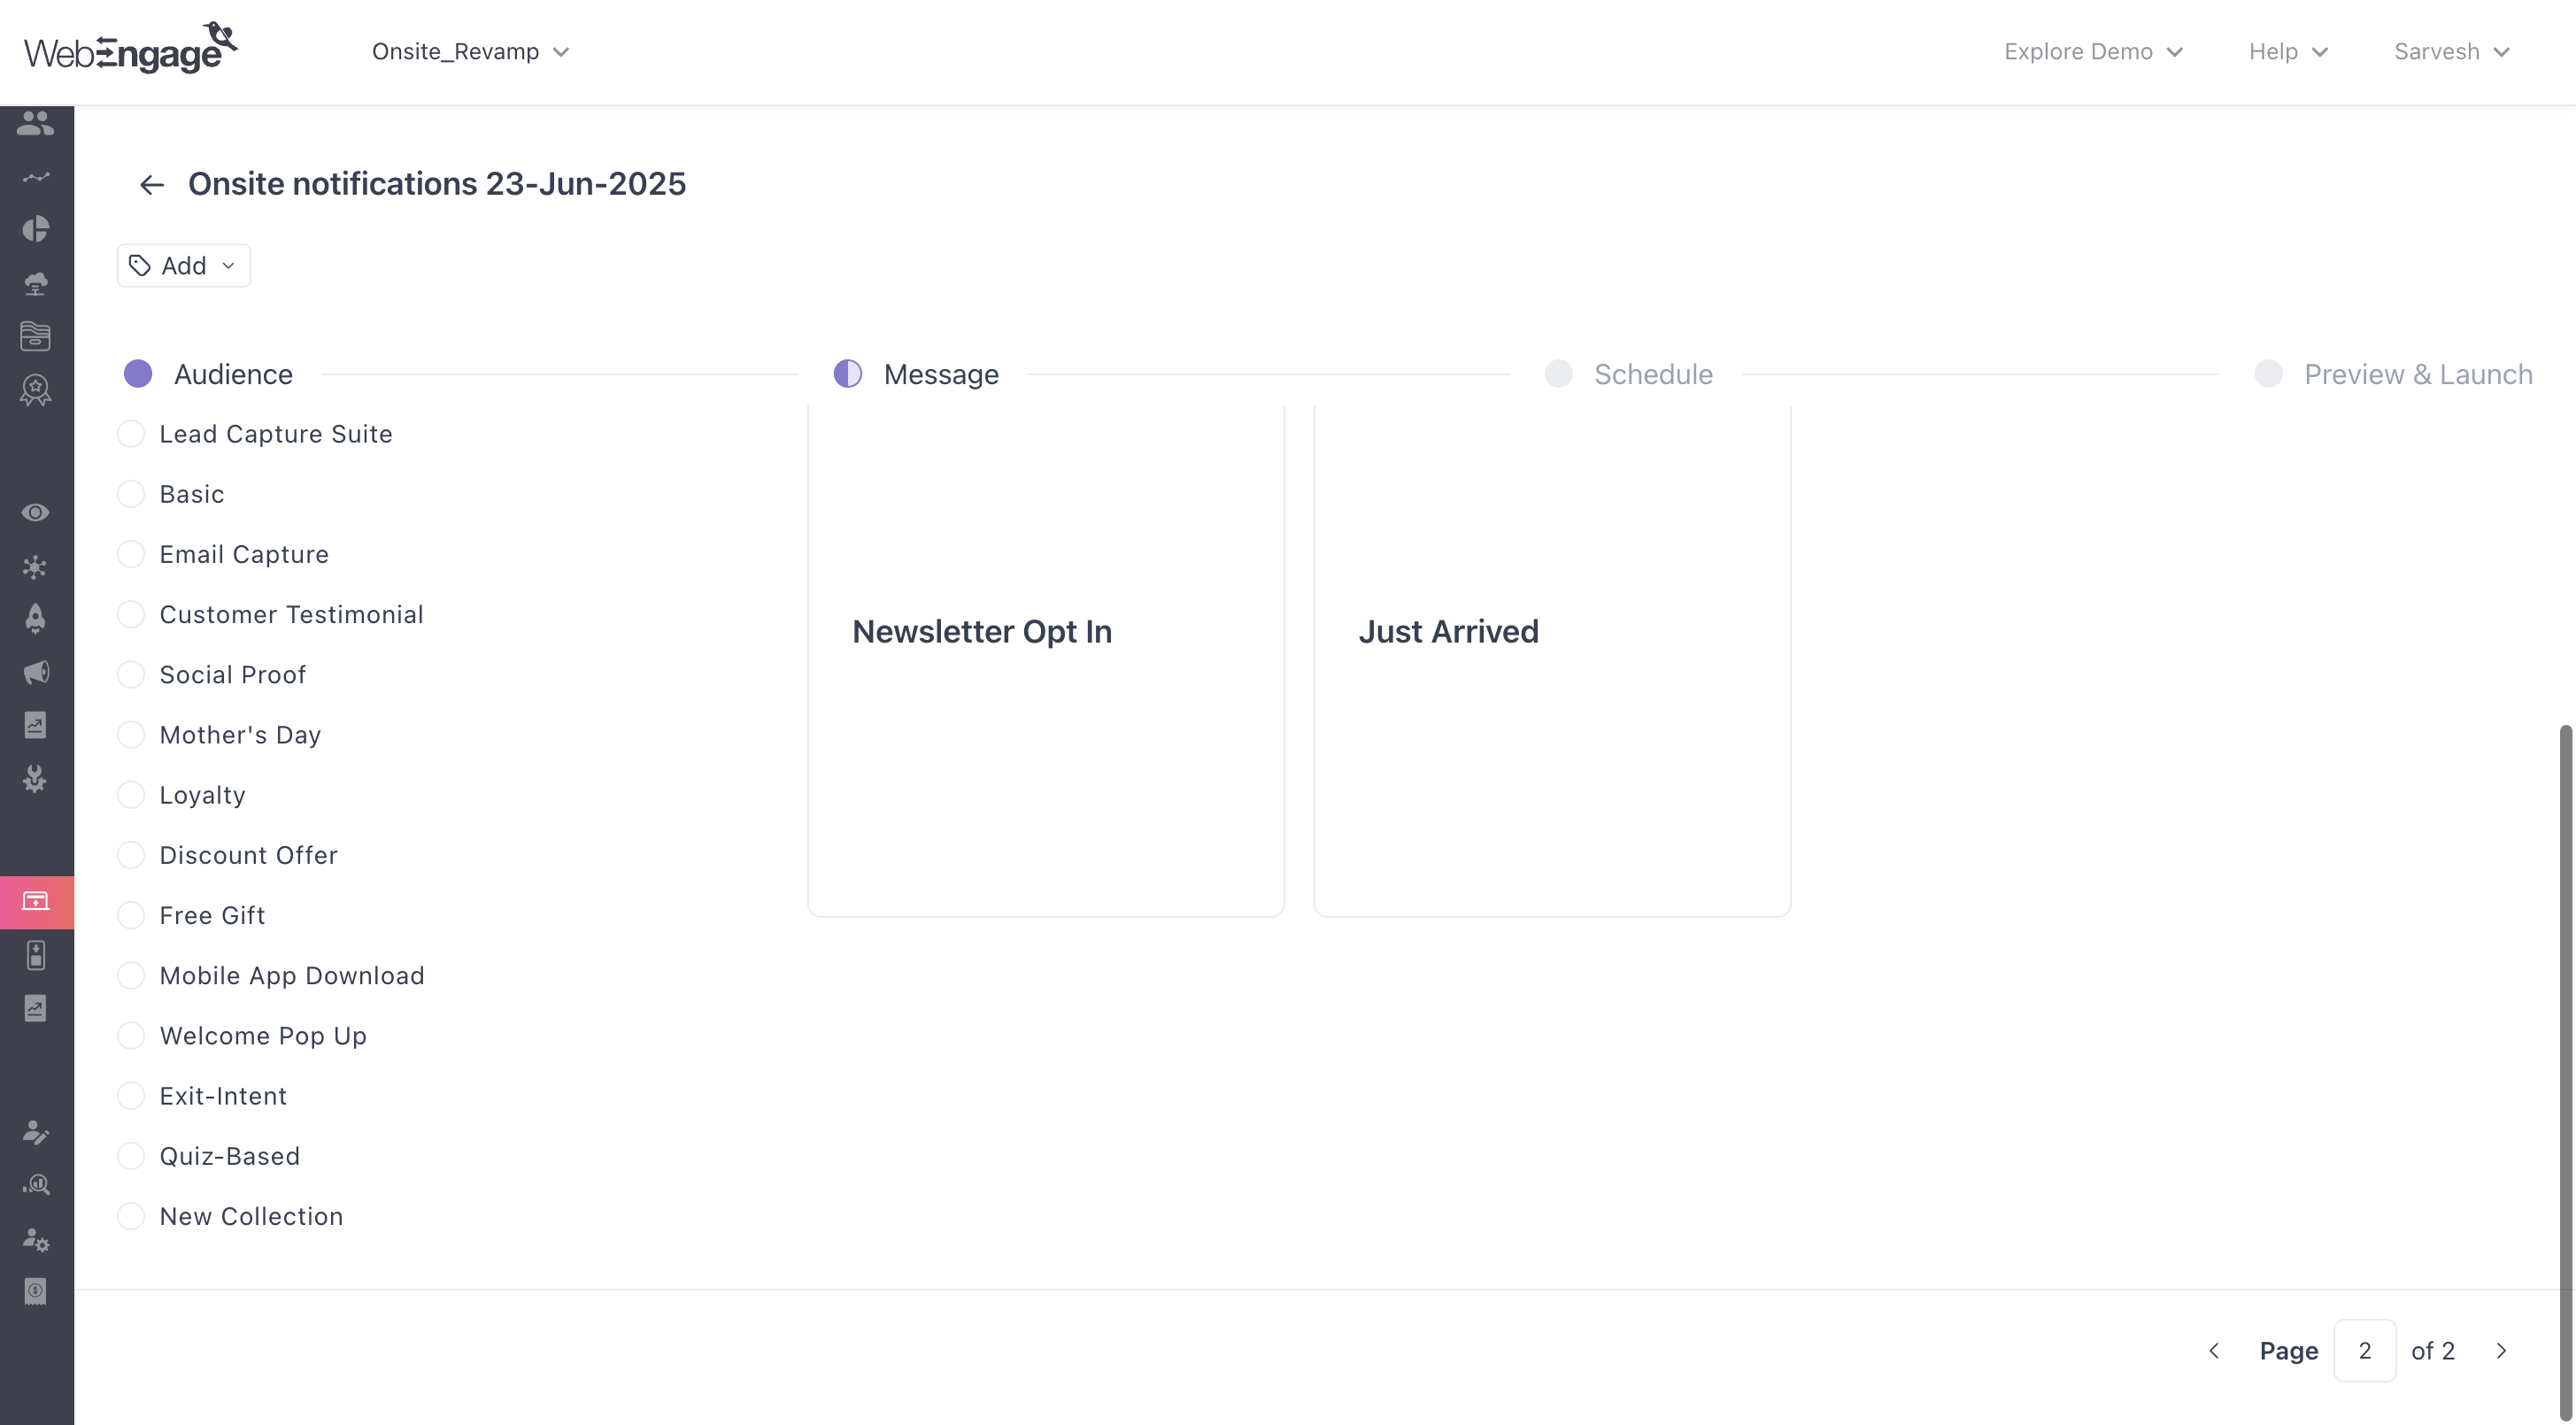 WebEngage
Onsite_Revamp
Explore Demo
Help
Sarvesh
Onsite notifications 23-Jun-2025
Add
Audience
Message
Schedule
Preview & Launch
Lead Capture Suite
Basic
Email Capture
Customer Testimonial
Social Proof
Mother's Day
Loyalty
Discount Offer
Free Gift
Mobile App Download
Welcome Pop Up
Exit-Intent
Quiz-Based
New Collection
Newsletter Opt In
Just Arrived
Page 2 of 2